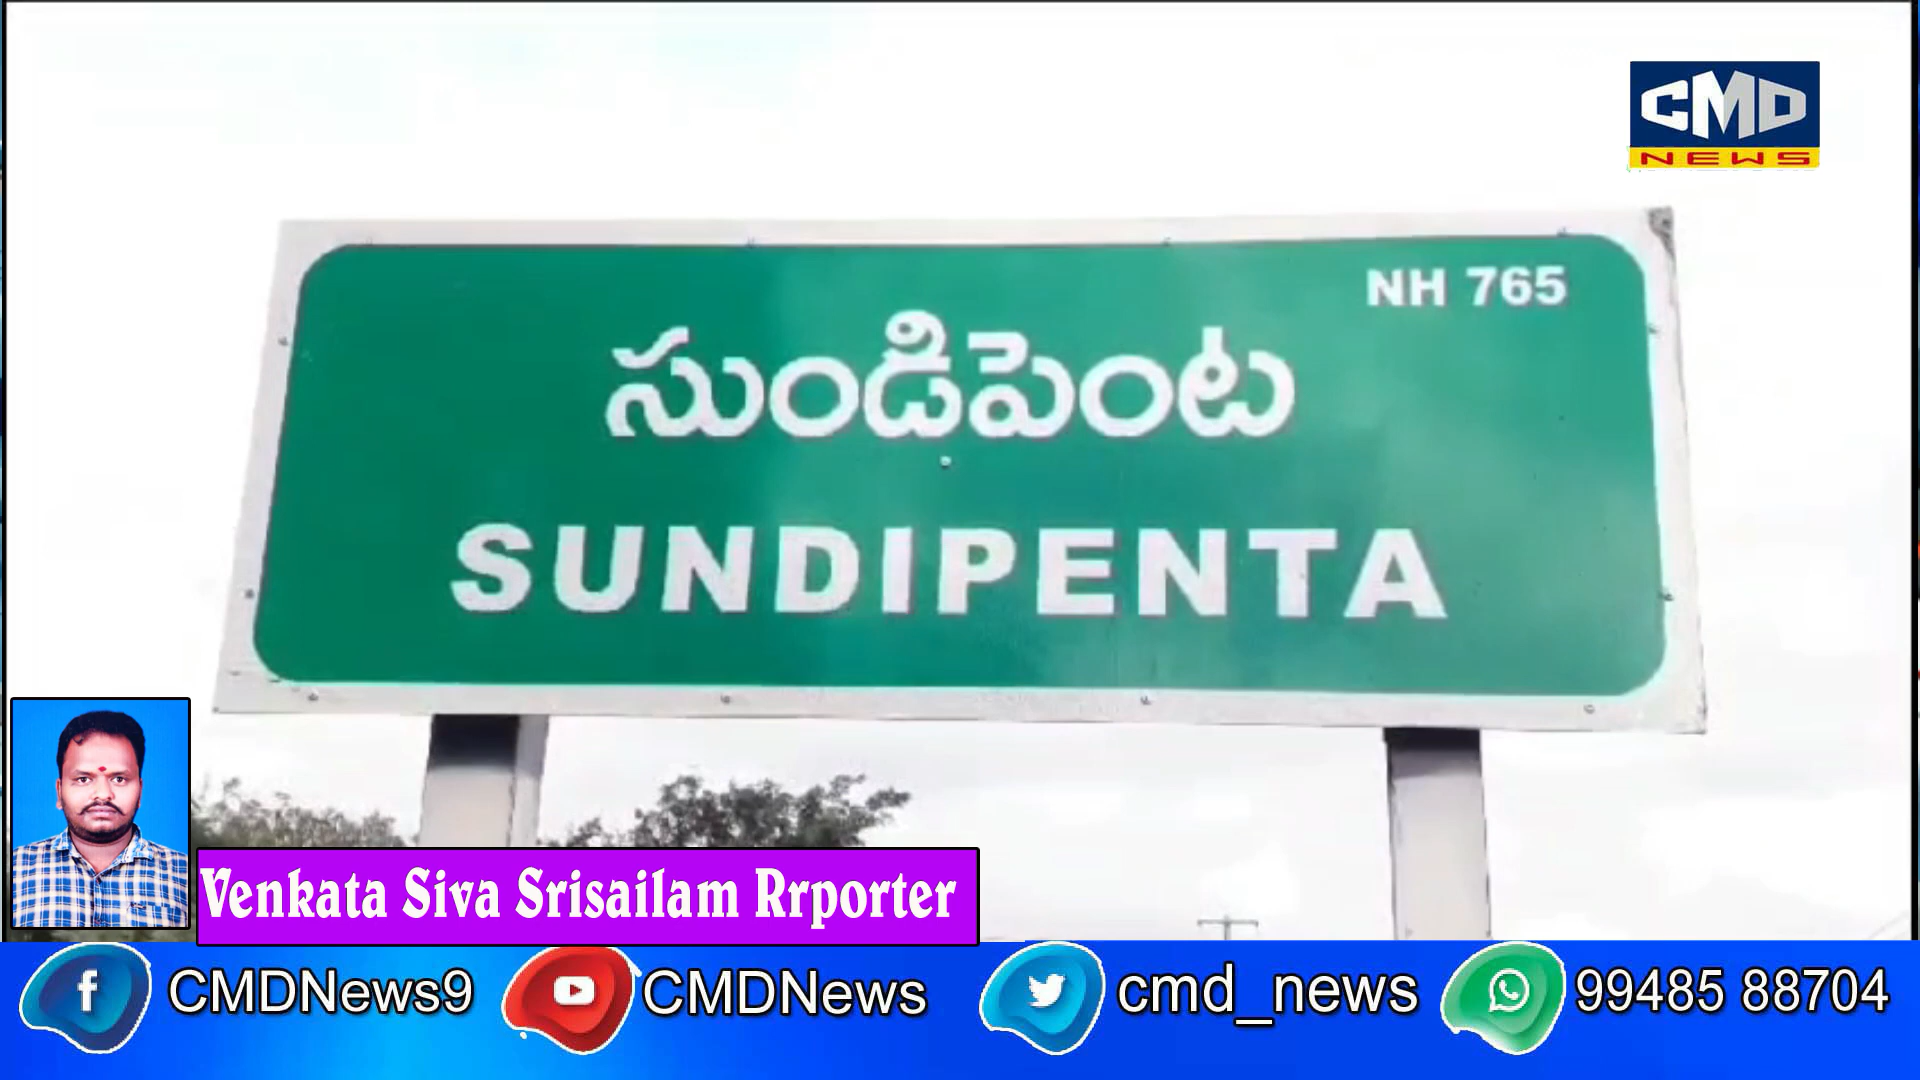 CMD
NEWS
NH 765
సుండిపెంట
SUNDIPENTA
Venkata Siva Srisailam Rrporter
CMDNews9
CMDNews
cmd_news
99485 88704